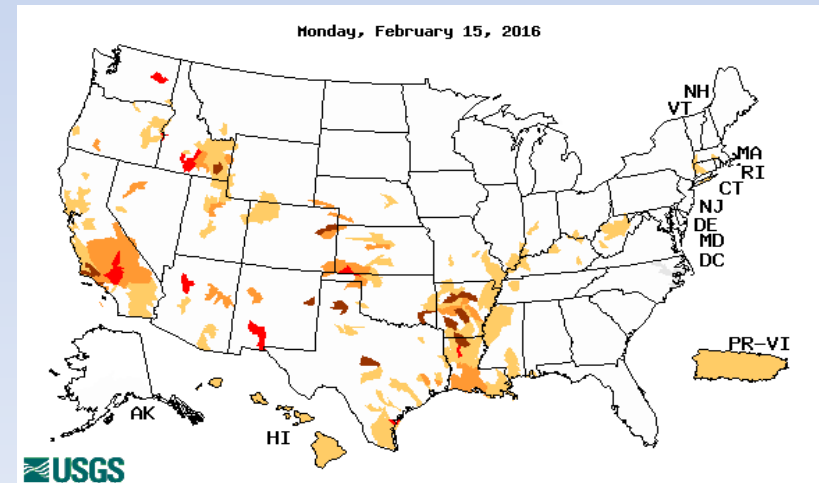 Monday, February 15, 2016
NH
VT
MA
RI
CT
NJ
DE
MD
DC
PR-VI
AK
HI
USGS